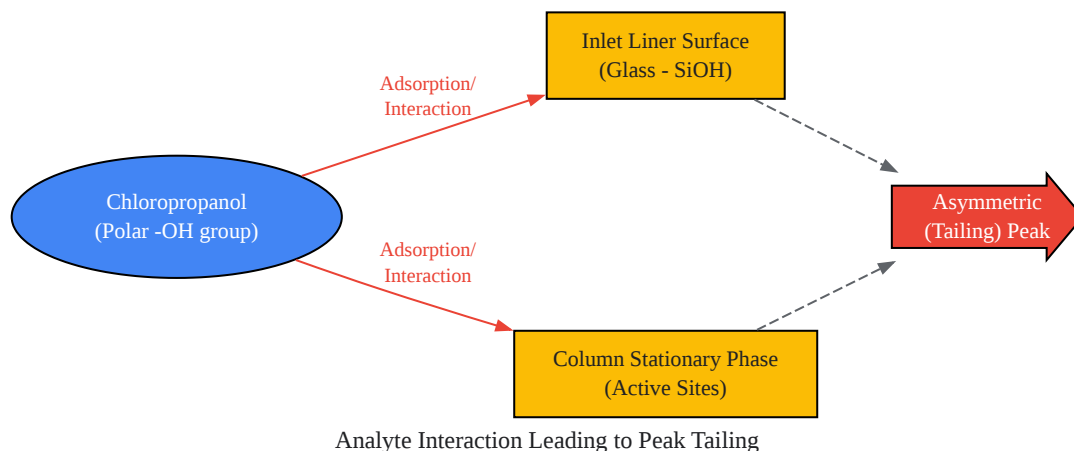 Inlet Liner Surface
(Glass - SiOH)
Adsorption/
Interaction
Chloropropanol
(Polar -OH group)
Asymmetric
(Tailing) Peak
Adsorption/
Interaction
Column Stationary Phase
(Active Sites)
Analyte Interaction Leading to Peak Tailing